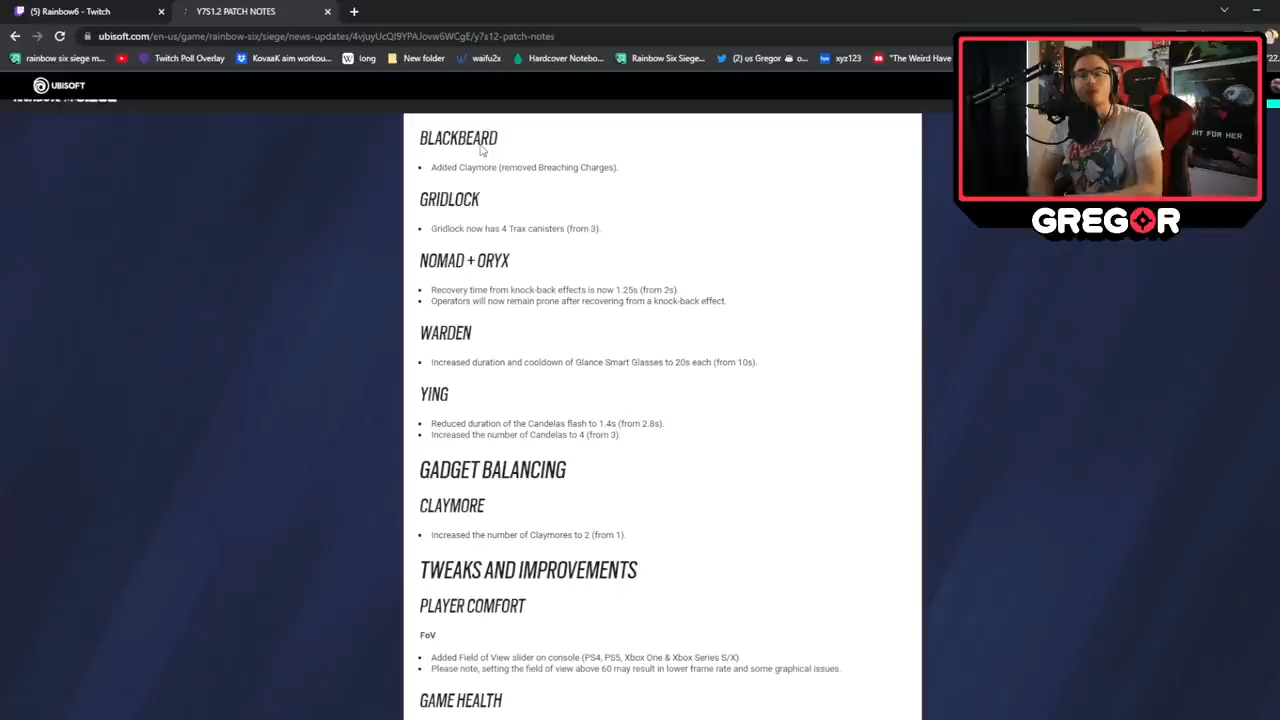 (5) Rainbow6 - Twitch
Y7S1.2 PATCH NOTES
ubisoft.com/en-us/game/rainbow-six/siege/news-updates/4vjuyUcQI9YPAJovw6WCgE/y7s12-patch-notes
rainbow six siege m...
Twitch Poll Overlay
KovaaK aim workou...
long
New folder
waifu2x
Hardcover Notebo...
Rainbow Six Siege...
(2) us Gregor
xyz123
"The Weird Have
UBISOFT
GREGOR
BLACKBEARD
• Added Claymore (removed Breaching Charges).
GRIDLOCK
• Gridlock now has 4 Trax canisters (from 3).
NOMAD + ORYX
• Recovery time from knock-back effects is now 1.25s (from 2s).
• Operators will now remain prone after recovering from a knock-back effect.
WARDEN
• Increased duration and cooldown of Glance Smart Glasses to 20s each (from 10s).
YING
• Reduced duration of the Candelas flash to 1.4s (from 2.8s).
• Increased the number of Candelas to 4 (from 3).
GADGET BALANCING
CLAYMORE
• Increased the number of Claymores to 2 (from 1).
TWEAKS AND IMPROVEMENTS
PLAYER COMFORT
FoV
• Added Field of View slider on console (PS4, PS5, Xbox One & Xbox Series S/X).
• Please note, setting the field of view above 60 may result in lower frame rate and some graphical issues.
GAME HEALTH